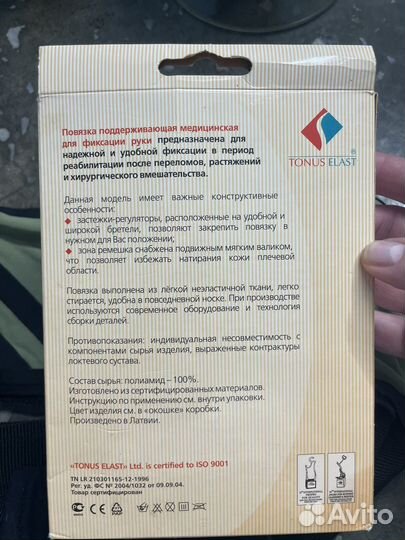 Повязка поддерживающая медицинская
для фиксации руки предназначена для
надежной и удобной фиксации в период
реабилитации после переломов, растяжений
и хирургического вмешательства.
TONUS ELAST®
Данная модель имеет важные конструктивные
особенности:
застежки-регуляторы, расположенные на удобной и
широкой бретели, позволяют закрепить повязку в
нужном для Вас положении;
зона ремешка снабжена подвижным мягким валиком,
что позволяет избежать натирания кожи плечевой
области.
Повязка выполнена из лёгкой неэластичной ткани, легко
стирается, удобна в повседневной носке. При производстве
используются современное оборудование и технология
сборки деталей.
Противопоказания: индивидуальная несовместимость с
компонентами сырья изделия, выраженные контрактуры
локтевого сустава.
Состав сырья: полиамид – 100%.
Изготовлено из сертифицированных материалов.
Инструкцию по применению см. внутри упаковки.
Цвет изделия см. в «окошке» коробки.
Произведено в Латвии.
«TONUS ELAST» Ltd. is certified to ISO 9001
TN LR 210301165-12-1996
Рег. уд. ФС № 2004/1032 от 09.09.04.
Товар сертифицирован
Avito